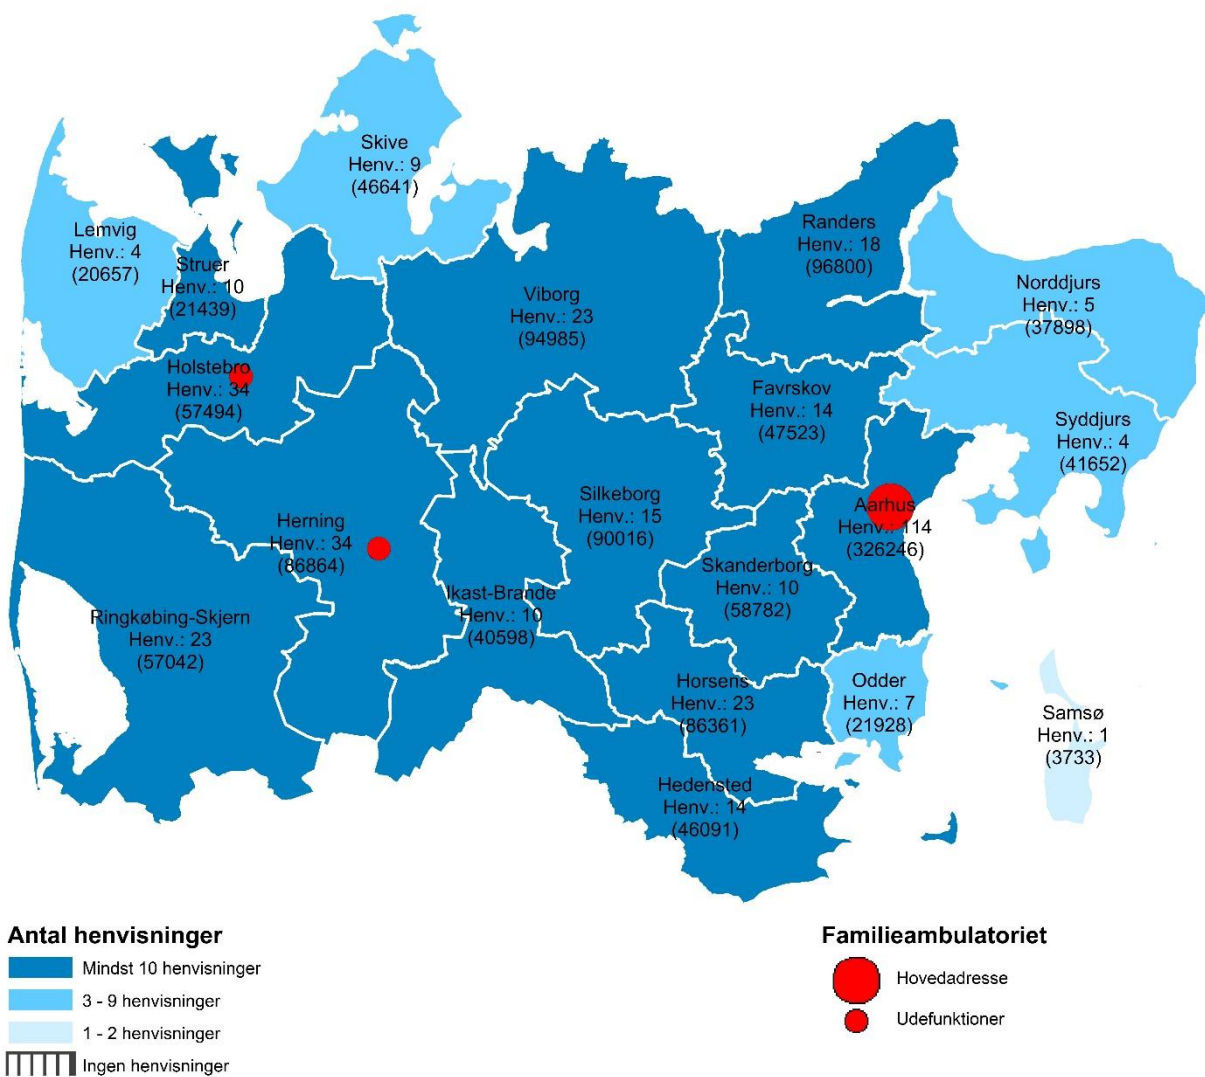 Skive
Henv.: 9
(46641)
Lemvig
Henv.: 4
(20657)
Struer
Henv.: 10
(21439)
Randers
Henv.: 18
(96800)
Viborg
Henv.: 23
(94985)
Norddjurs
Henv.: 5
(37898)
Holstebro
Henv.: 34
(57494)
Favrskov
Henv.: 14
(47523)
Syddjurs
Henv.: 4
(41652)
Silkeborg
Henv.: 15
(90016)
Aarhus
Henv.: 114
(326246)
Herning
Henv.: 34
(86864)
Skanderborg
Henv.: 10
(58782)
Ikast-Brande
Henv.: 10
(40598)
Ringkøbing-Skjern
Henv.: 23
(57042)
Horsens
Henv.: 23
(86361)
Odder
Henv.: 7
(21928)
Samsø
Henv.: 1
(3733)
Hedensted
Henv.: 14
(46091)
Antal henvisninger
Mindst 10 henvisninger
3 - 9 henvisninger
1 - 2 henvisninger
Ingen henvisninger
Familieambulatoriet
Hovedadresse
Udefunktioner